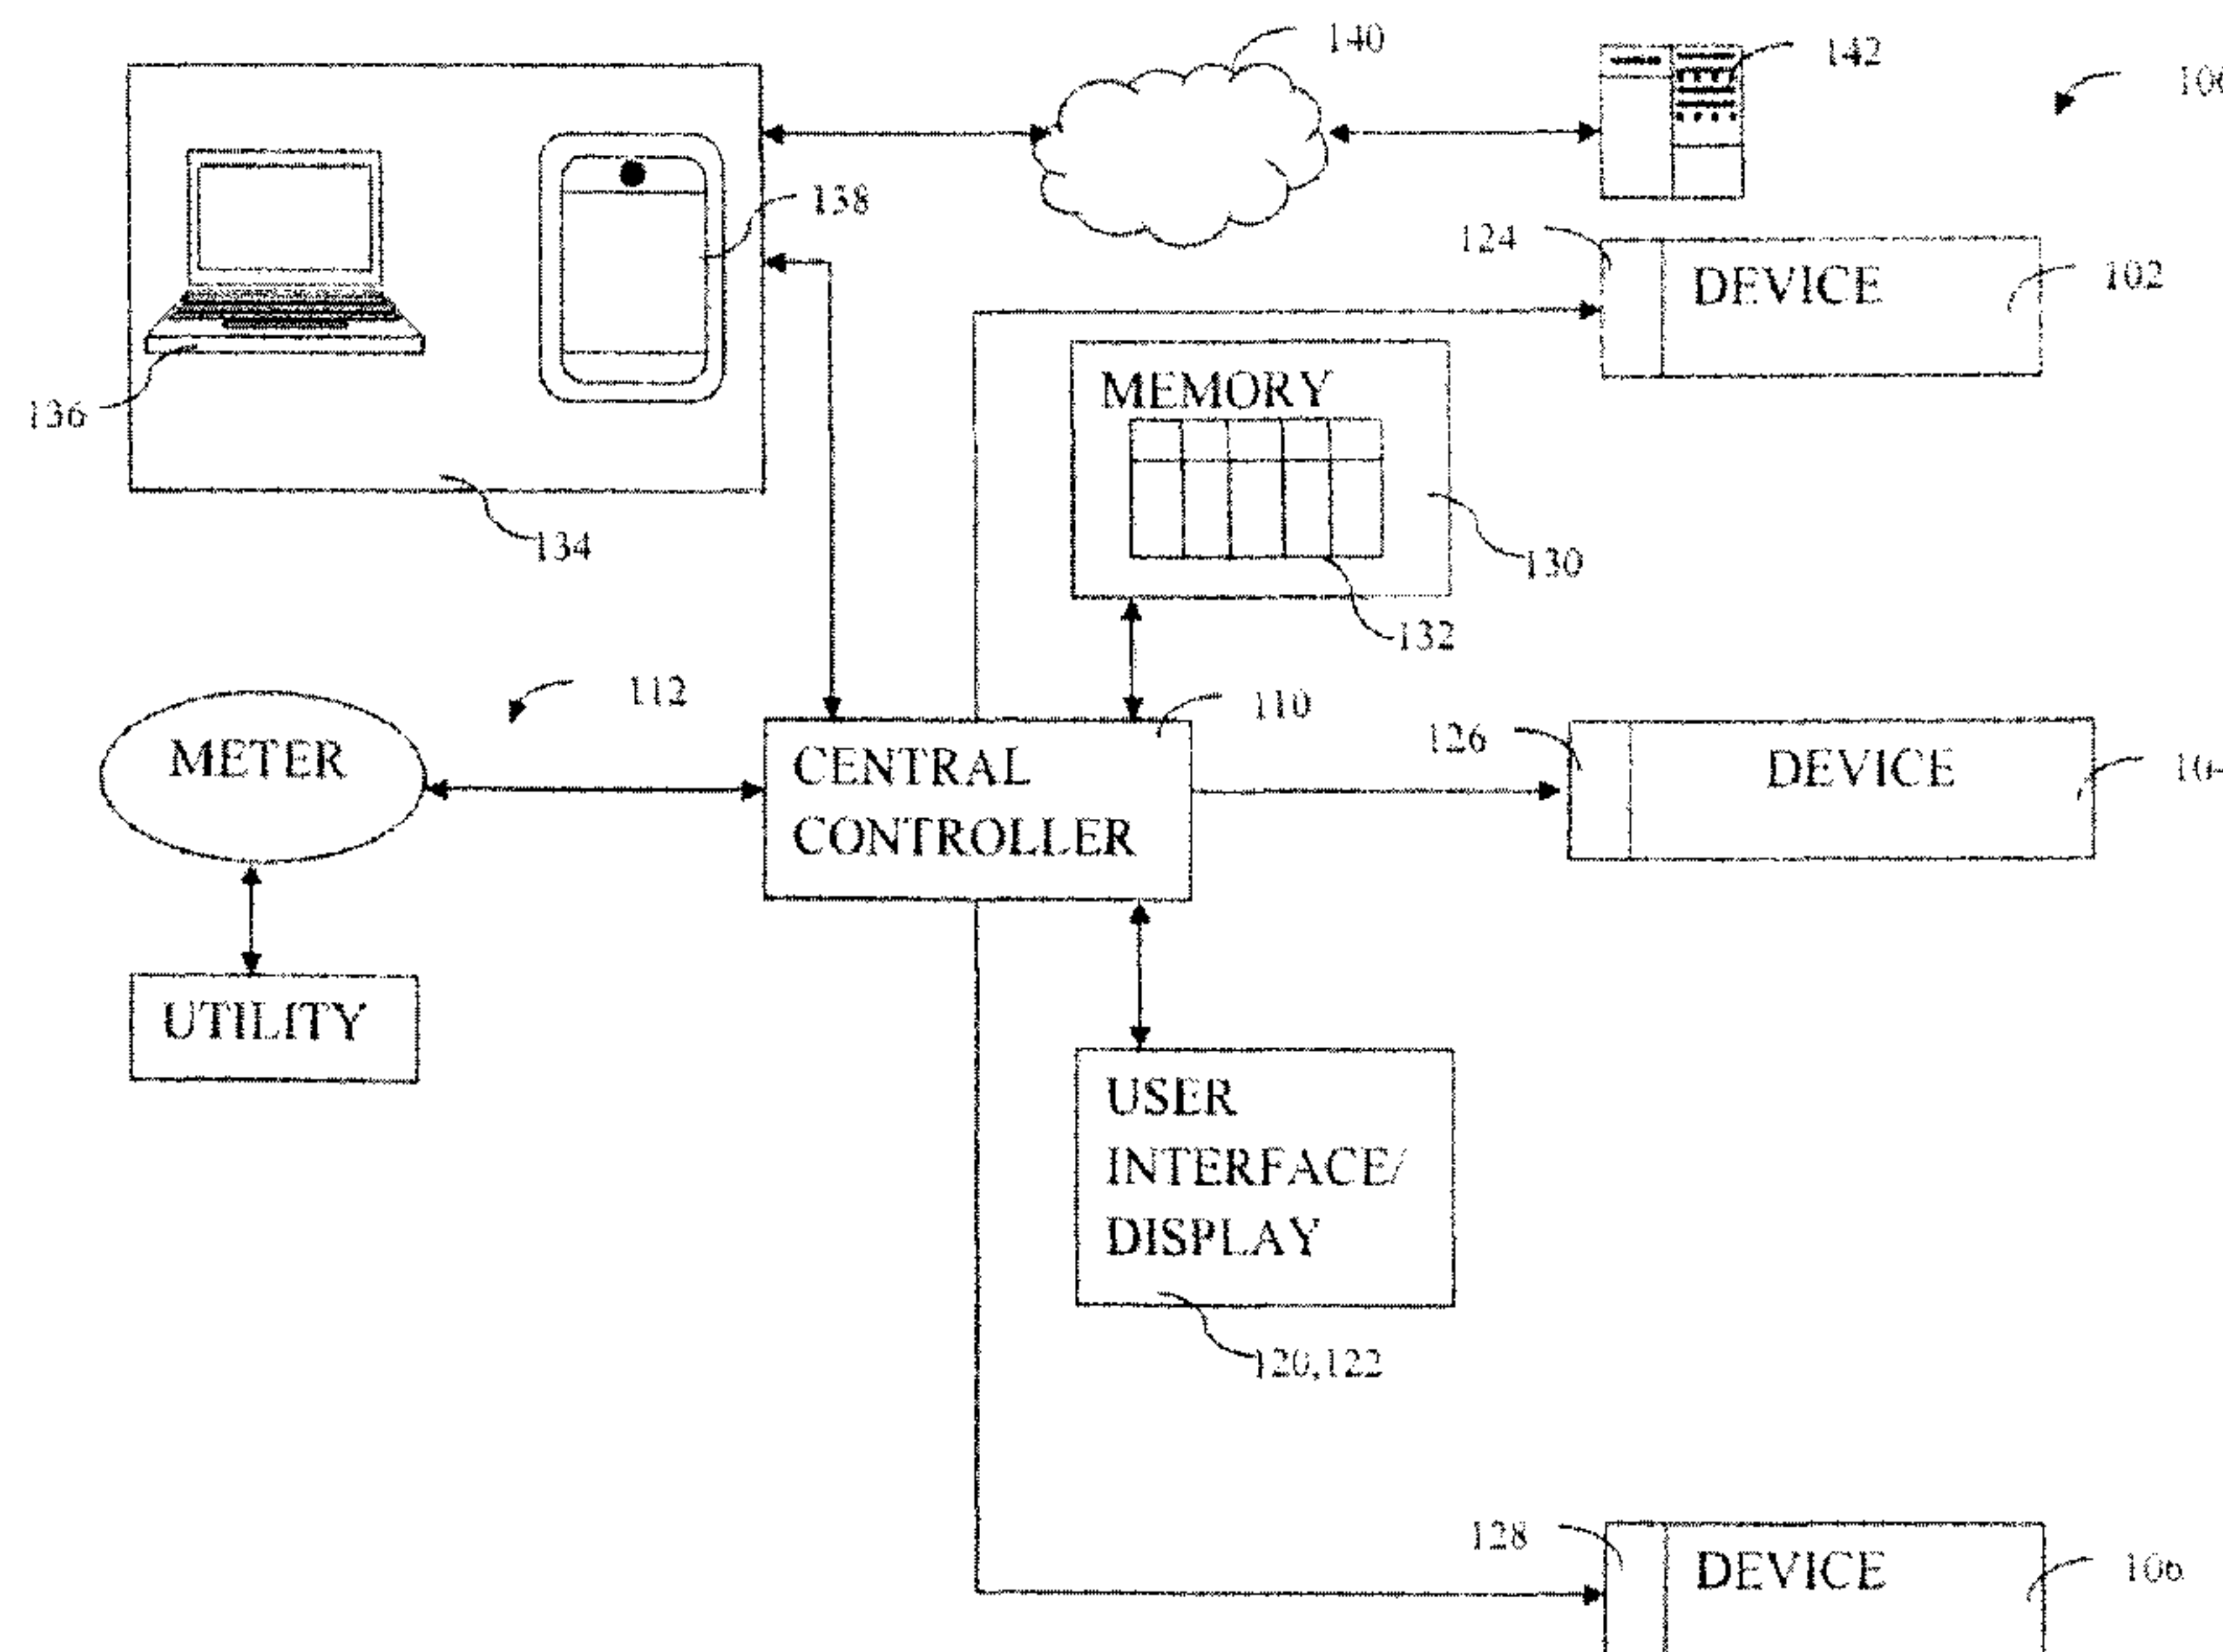 140
142
138
124
DEVICE
102
MEMORY
136
134
130
132
112
110
METER
CENTRAL
CONTROLLER
126
DEVICE
UTILITY
USER
INTERFACE/
DISPLAY
120,122
128
DEVICE
106